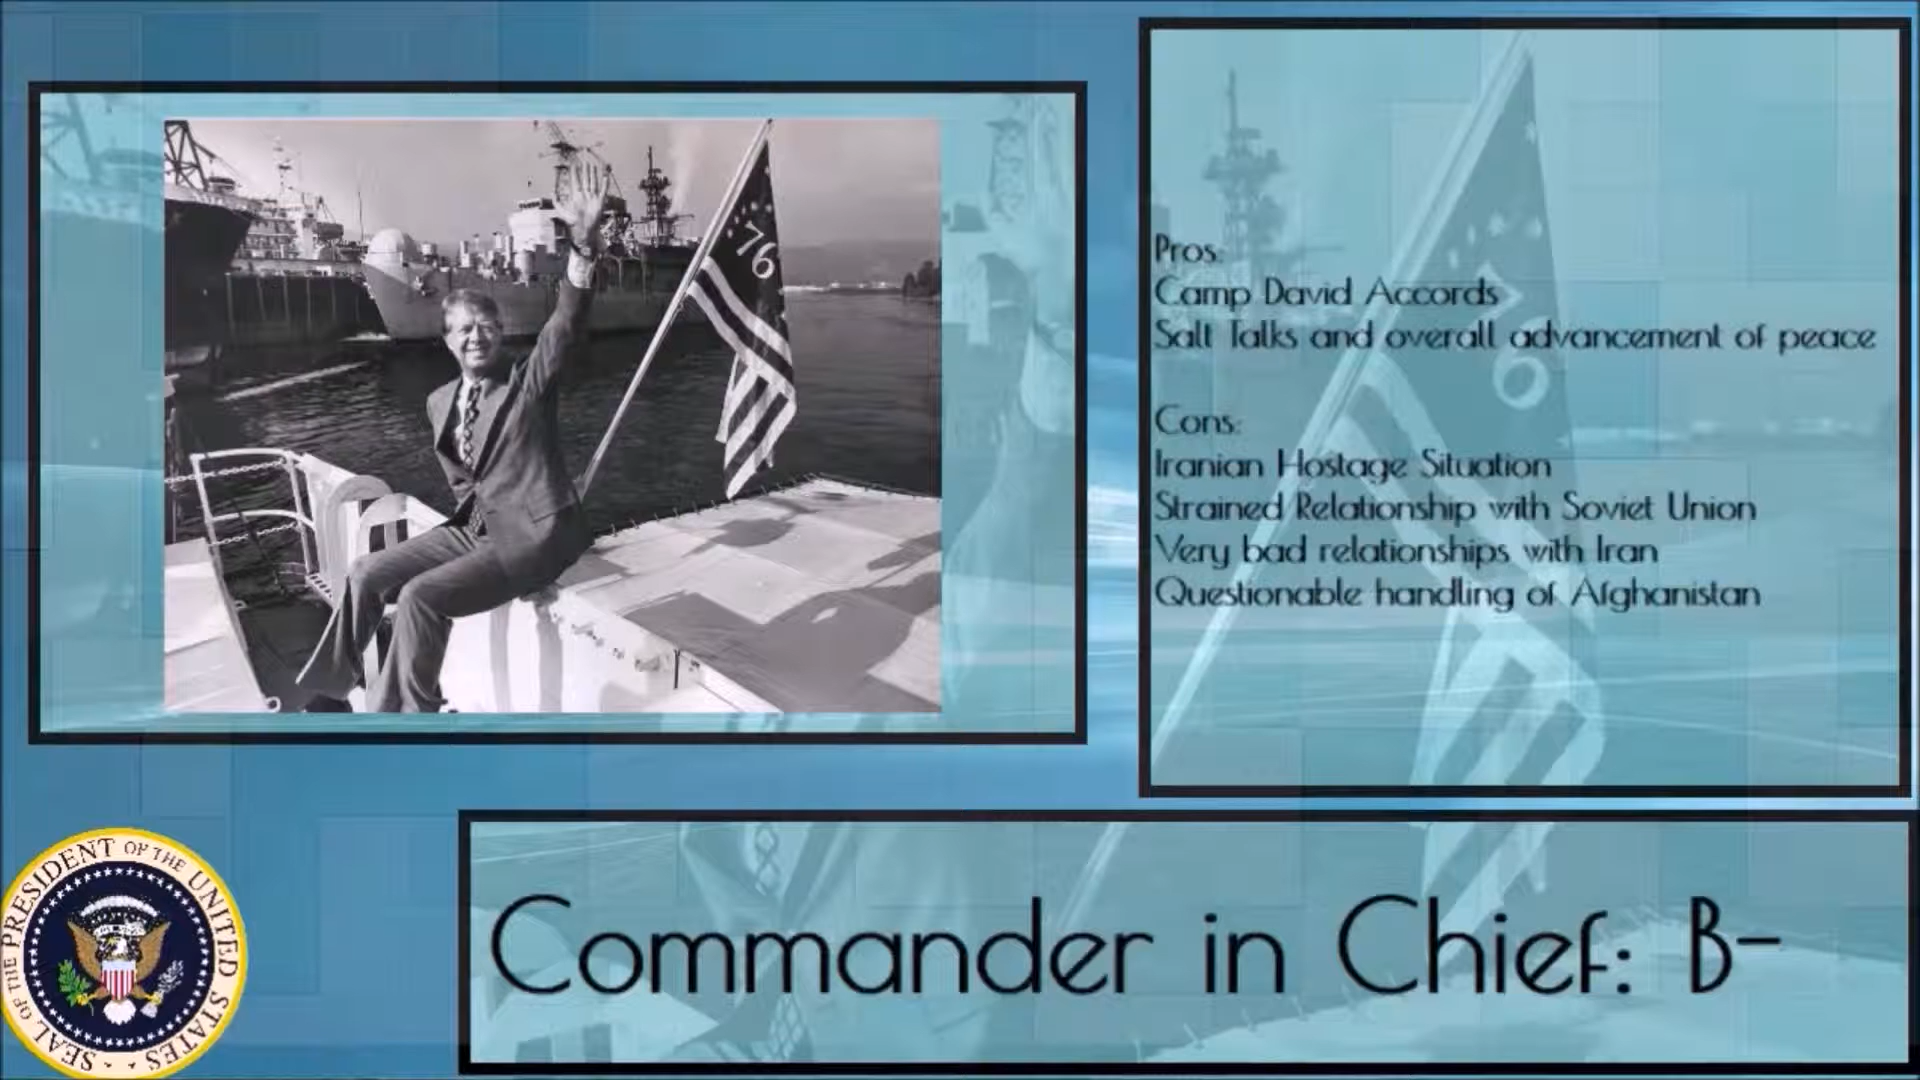 76
Pros:
Camp David Accords
Salt Talks and overall advancement of peace
Cons:
Iranian Hostage Situation
Strained Relationship with Soviet Union
Very bad relationships with Iran
Questionable handling of Afghanistan
SEAL OF THE PRESIDENT OF THE UNITED STATES
Commander in Chief: B-